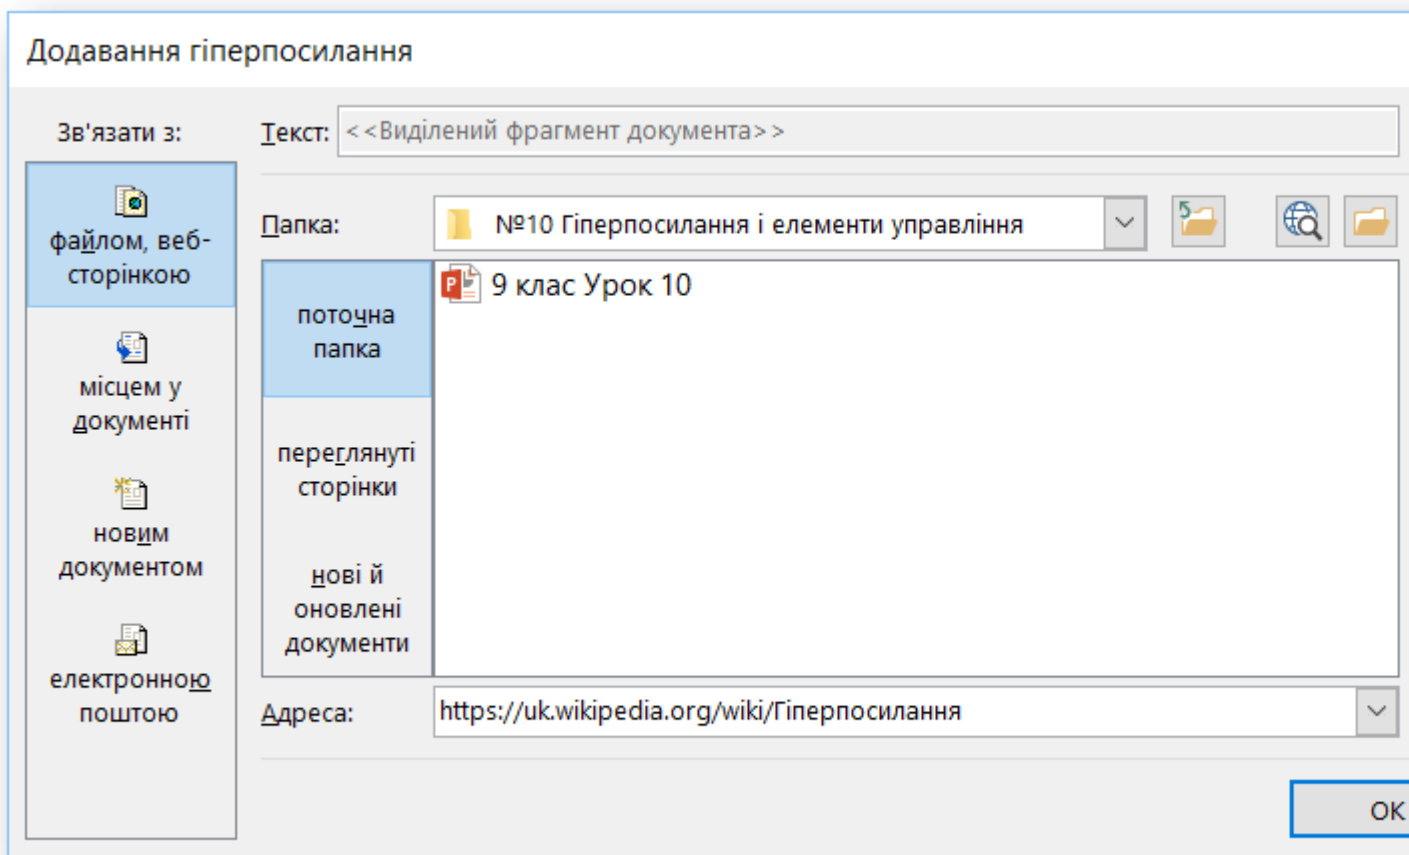 Додавання гіперпосилання
Зв'язати з:
Текст: <<Виділений фрагмент документа>>
файлом, веб-
сторінкою
місцем у
документі
новим
документом
електронною
поштою
Папка: №10 Гіперпосилання і елементи управління
поточна
папка
переглянуті
сторінки
нові й
оновлені
документи
9 клас Урок 10
Адреса: https://uk.wikipedia.org/wiki/Гіперпосилання
ОК